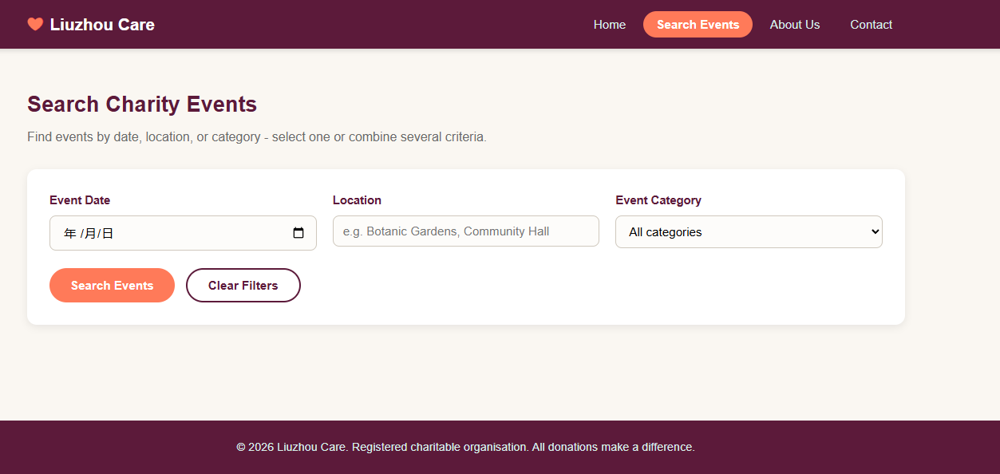 Liuzhou Care
Home Search Events About Us Contact
Search Charity Events
Find events by date, location, or category - select one or combine several criteria.
Event Date Location Event Category
年 /月/日 e.g. Botanic Gardens, Community Hall All categories
Search Events Clear Filters
© 2026 Liuzhou Care. Registered charitable organisation. All donations make a difference.